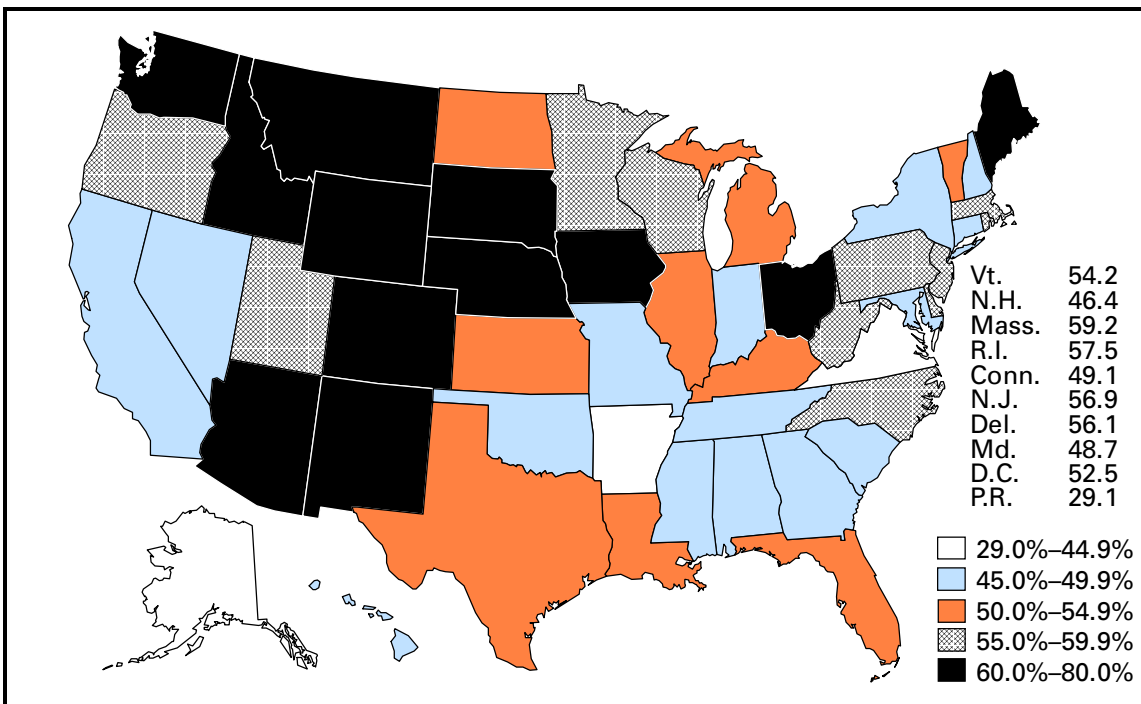 Vt. 54.2
N.H. 46.4
Mass. 59.2
R.I. 57.5
Conn. 49.1
N.J. 56.9
Del. 56.1
Md. 48.7
D.C. 52.5
P.R. 29.1
29.0%–44.9%
45.0%–49.9%
50.0%–54.9%
55.0%–59.9%
60.0%–80.0%